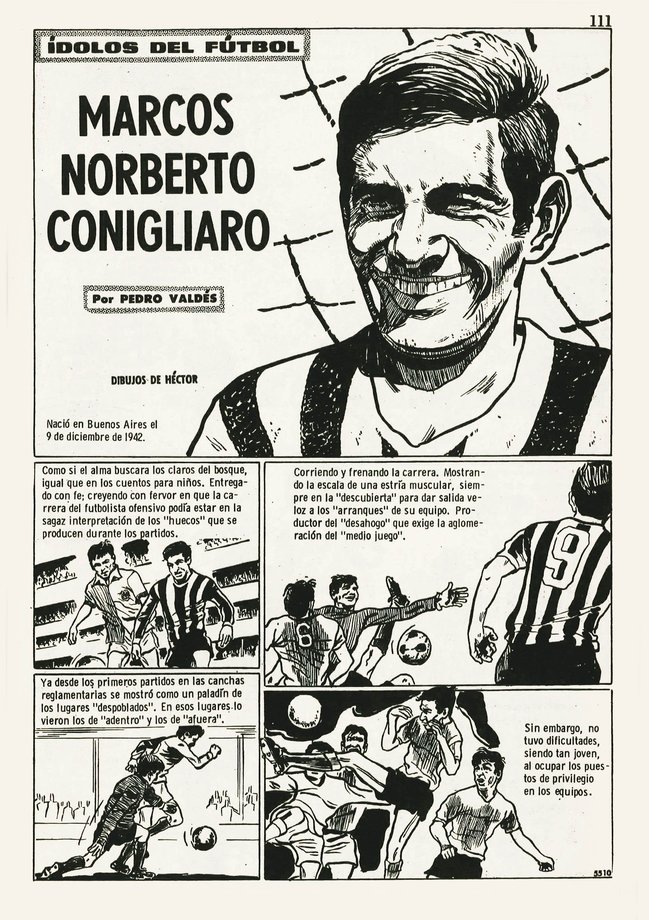 111
ÍDOLOS DEL FÚTBOL
MARCOS
NORBERTO
CONIGLIARO
Por PEDRO VALDÉS
DIBUJOS DE HÉCTOR
Nació en Buenos Aires el
9 de diciembre de 1942.
Como si el alma buscara los claros del bosque,
igual que en los cuentos para niños. Entrega-
do con fe; creyendo con fervor en que la ca-
rrera del futbolista ofensivo podía estar en la
sagaz interpretación de los "huecos" que se
producen durante los partidos.
Corriendo y frenando la carrera. Mostran-
do la escala de una estría muscular, siem-
pre en la "descubierta" para dar salida ve-
loz a los "arranques" de su equipo. Pro-
ductor del "desahogo" que exige la aglome-
ración del "medio juego".
9
6
Ya desde los primeros partidos en las canchas
reglamentarias se mostró como un paladín de
los lugares "despoblados". En esos lugares lo
vieron los de "adentro" y los de "afuera".
Sin embargo, no
tuvo dificultades,
siendo tan joven,
al ocupar los pues-
tos de privilegio
en los equipos.
5510